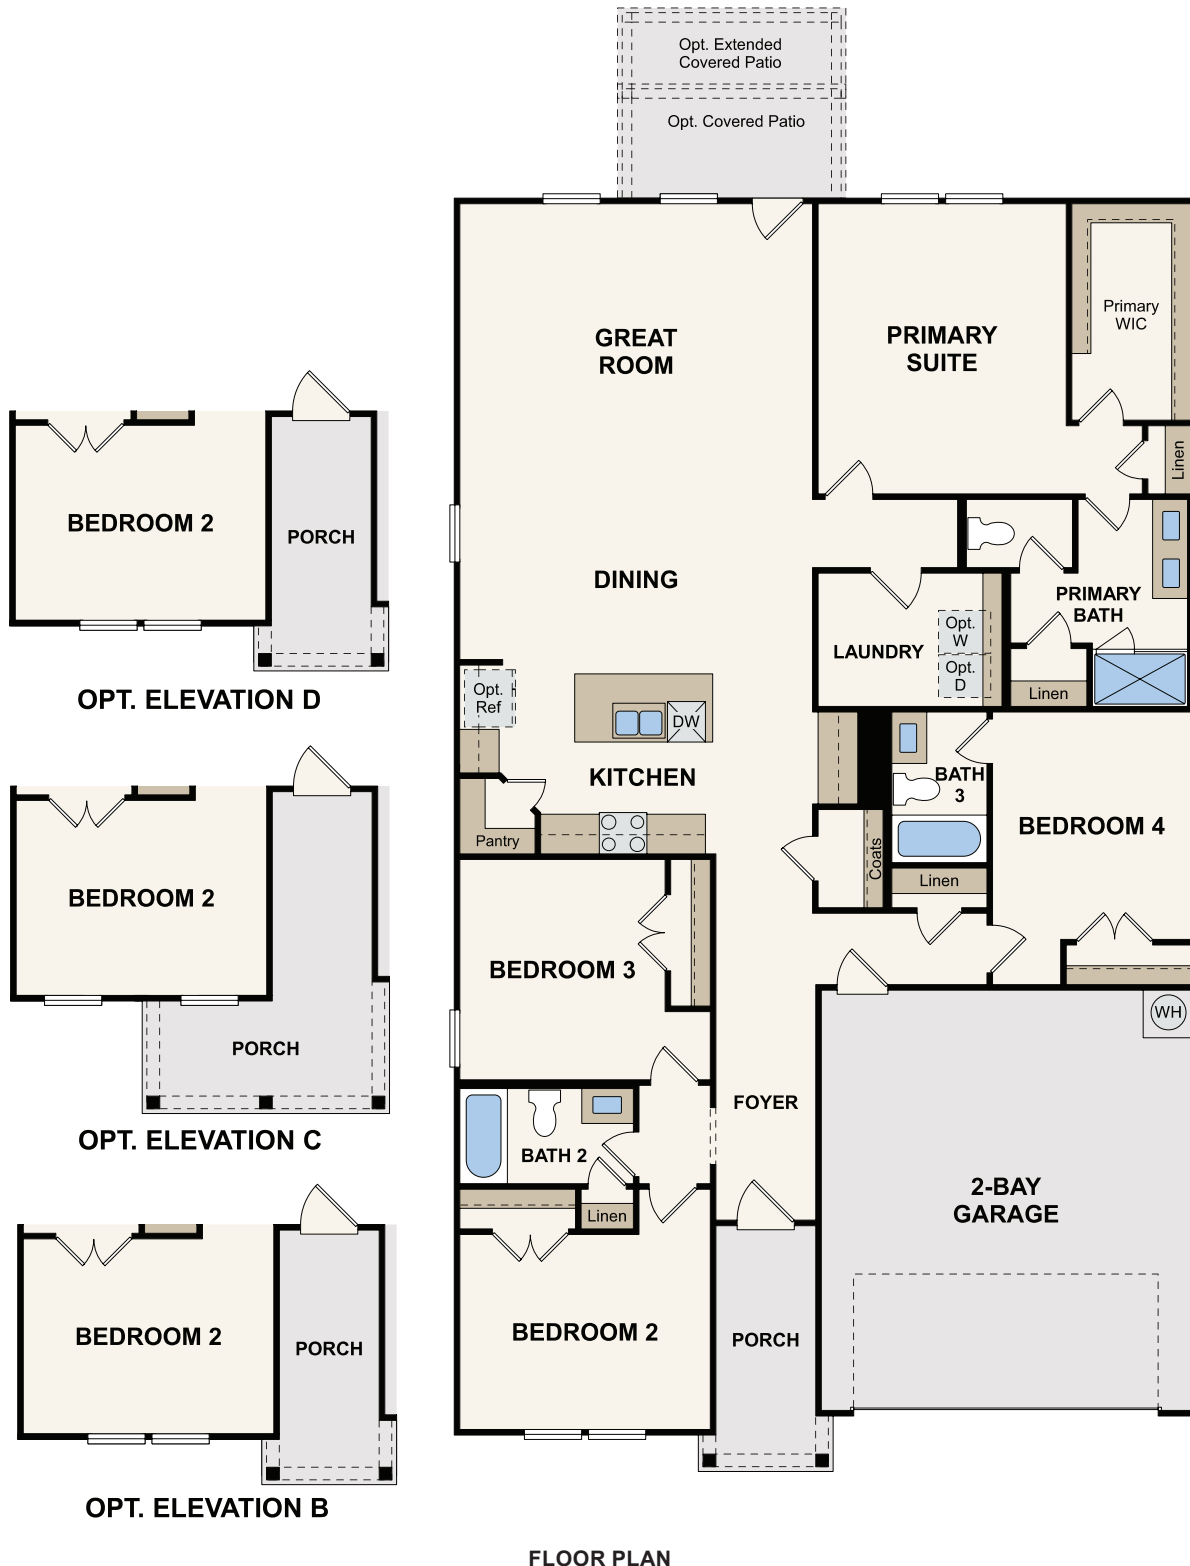 Opt. Extended
Covered Patio
Opt. Covered Patio
GREAT
ROOM
PRIMARY
SUITE
Primary
WIC
Linen
BEDROOM 2
PORCH
OPT. ELEVATION D
DINING
PRIMARY
BATH
LAUNDRY
Opt.
W
Opt.
D
Linen
Opt.
Ref
DW
KITCHEN
Pantry
BATH
3
BEDROOM 4
Coats
Linen
BEDROOM 2
PORCH
OPT. ELEVATION C
BEDROOM 3
WH
FOYER
BATH 2
Linen
2-BAY
GARAGE
BEDROOM 2
PORCH
BEDROOM 2
PORCH
OPT. ELEVATION B
FLOOR PLAN